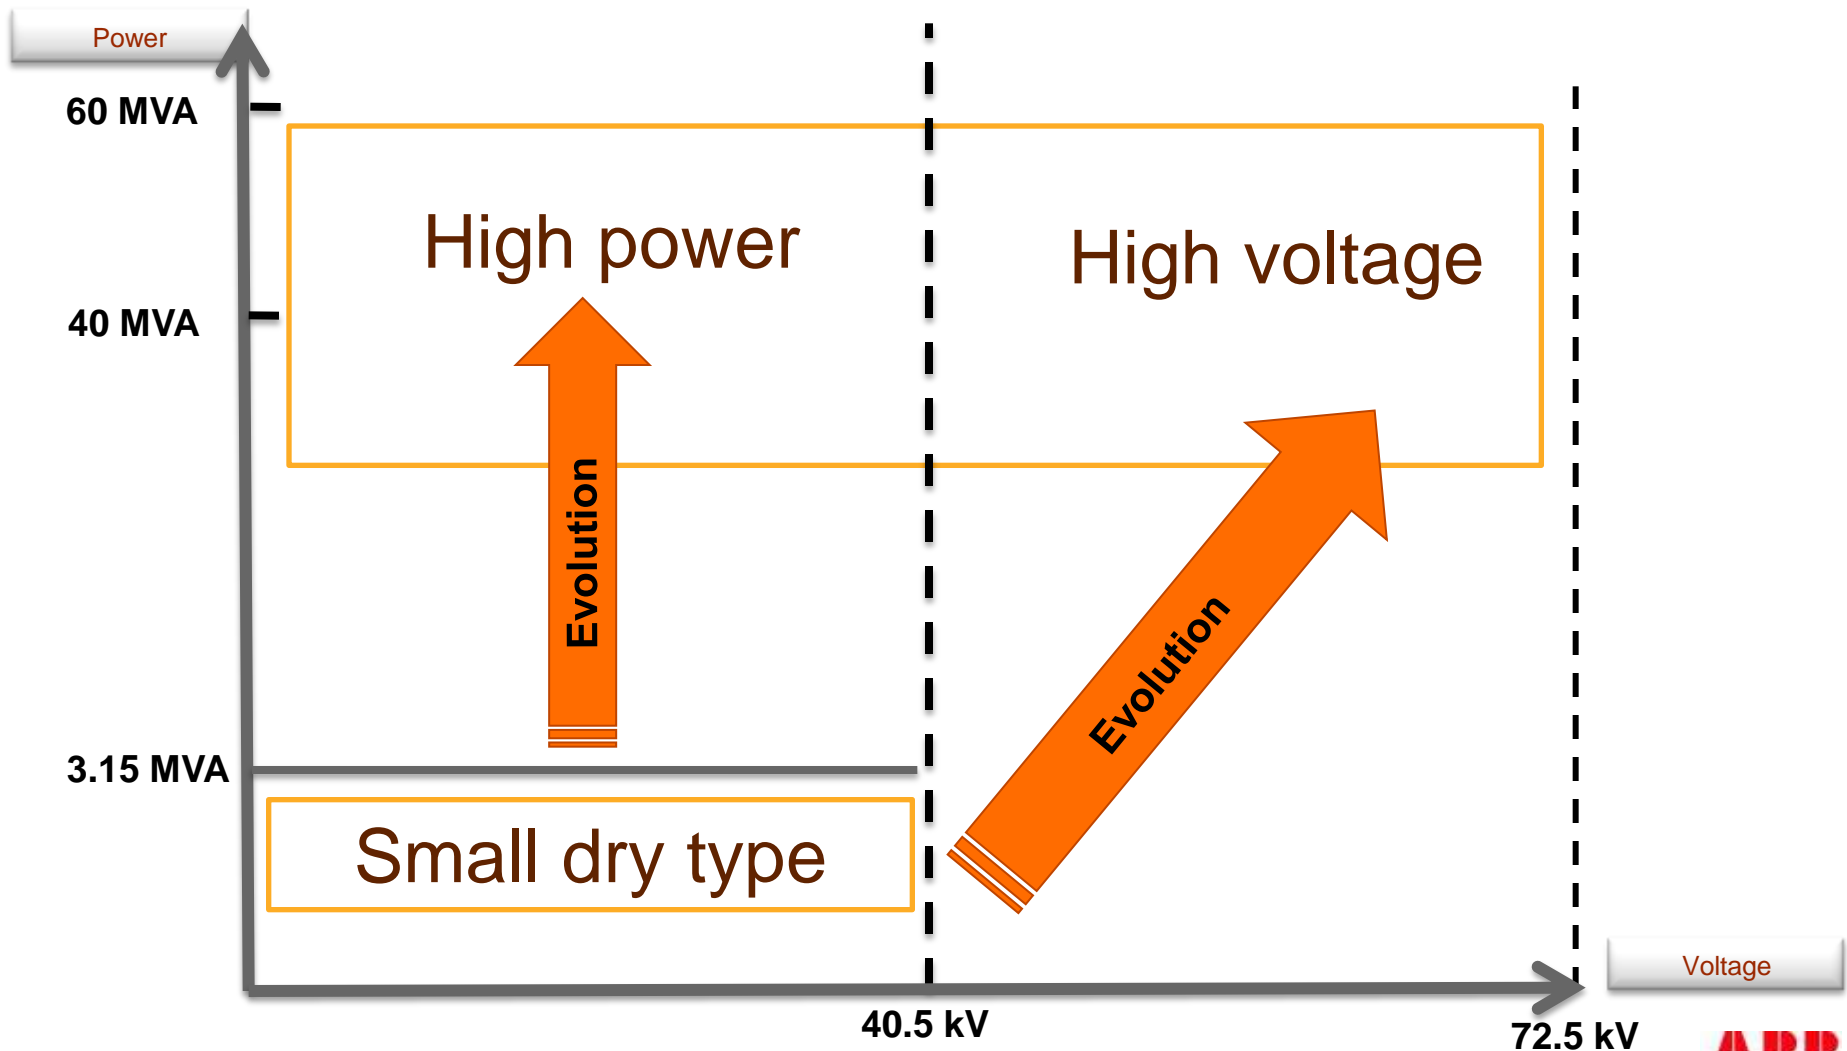 Power
60 MVA
High power
High voltage
40 MVA
Evolution
Evolution
3.15 MVA
Small dry type
Voltage
40.5 kV
72.5 kV
ABB